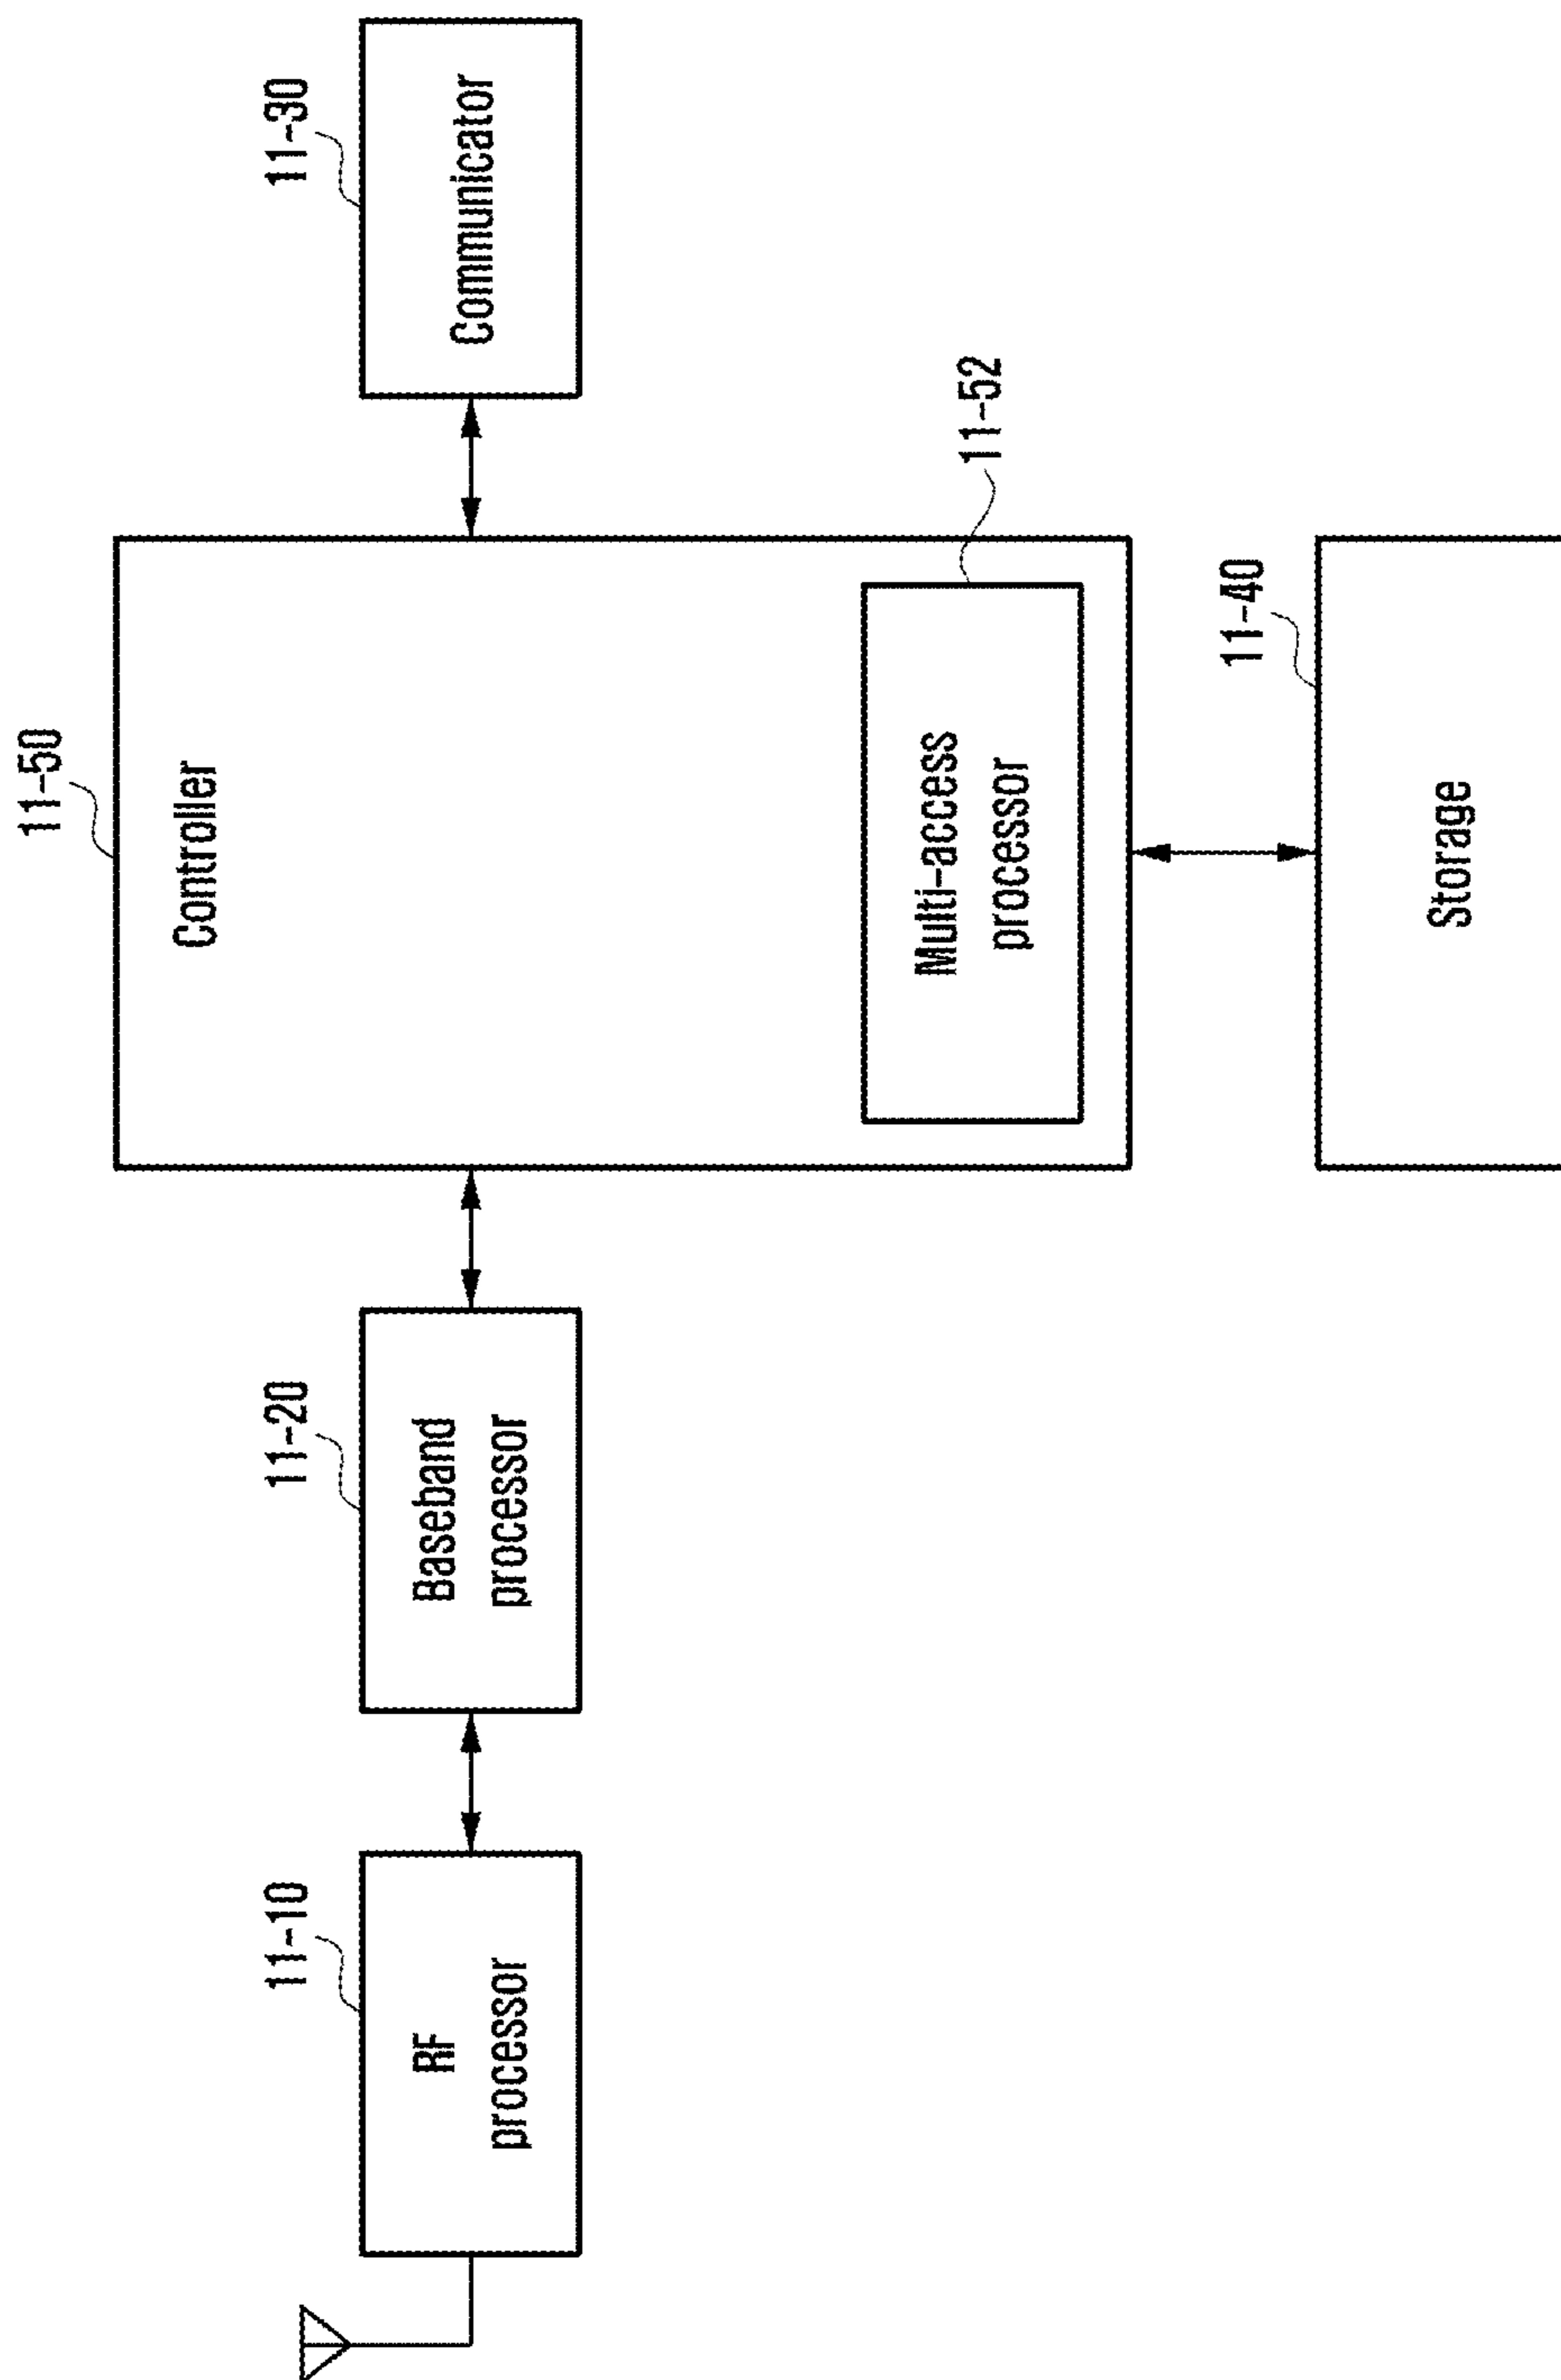 11-50
11-10
11-20
11-30
Controller
RF
processor
Baseband
processor
Communicator
Multi-access
processor
11-52
11-40
Storage